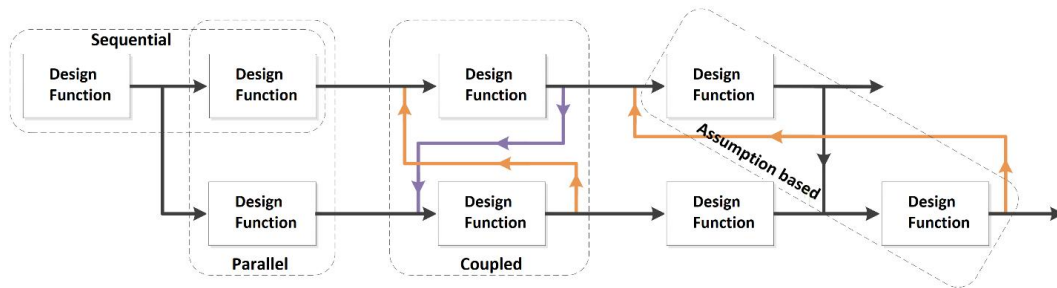 Sequential
Design
Function
Design
Function
Design
Function
Design
Function
Assumption based
Design
Function
Design
Function
Design
Function
Design
Function
Parallel
Coupled